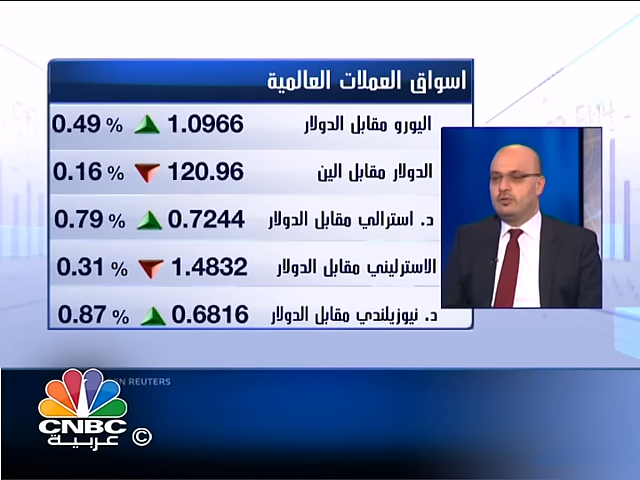 اسواق العملات العالمية
اليورو مقابل الدولار 1.0966 0.49 %
الدولار مقابل الين 120.96 0.16 %
د. استرالي مقابل الدولار 0.7244 0.79 %
الاسترليني مقابل الدولار 1.4832 0.31 %
د. نيوزيلندي مقابل الدولار 0.6816 0.87 %
ON REUTERS
CNBC
عربية ©